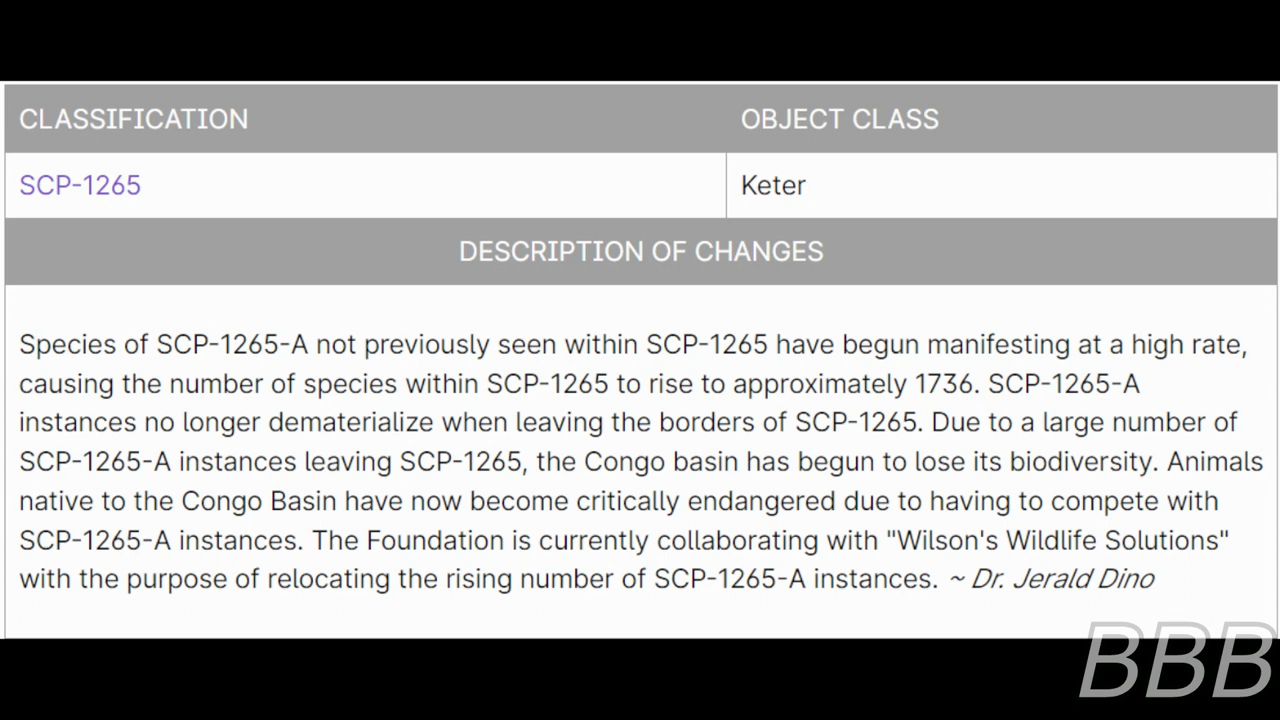 CLASSIFICATION OBJECT CLASS
SCP-1265 Keter
DESCRIPTION OF CHANGES
Species of SCP-1265-A not previously seen within SCP-1265 have begun manifesting at a high rate,
causing the number of species within SCP-1265 to rise to approximately 1736. SCP-1265-A
instances no longer dematerialize when leaving the borders of SCP-1265. Due to a large number of
SCP-1265-A instances leaving SCP-1265, the Congo basin has begun to lose its biodiversity. Animals
native to the Congo Basin have now become critically endangered due to having to compete with
SCP-1265-A instances. The Foundation is currently collaborating with "Wilson's Wildlife Solutions"
with the purpose of relocating the rising number of SCP-1265-A instances. ~ Dr. Jerald Dino
BBB